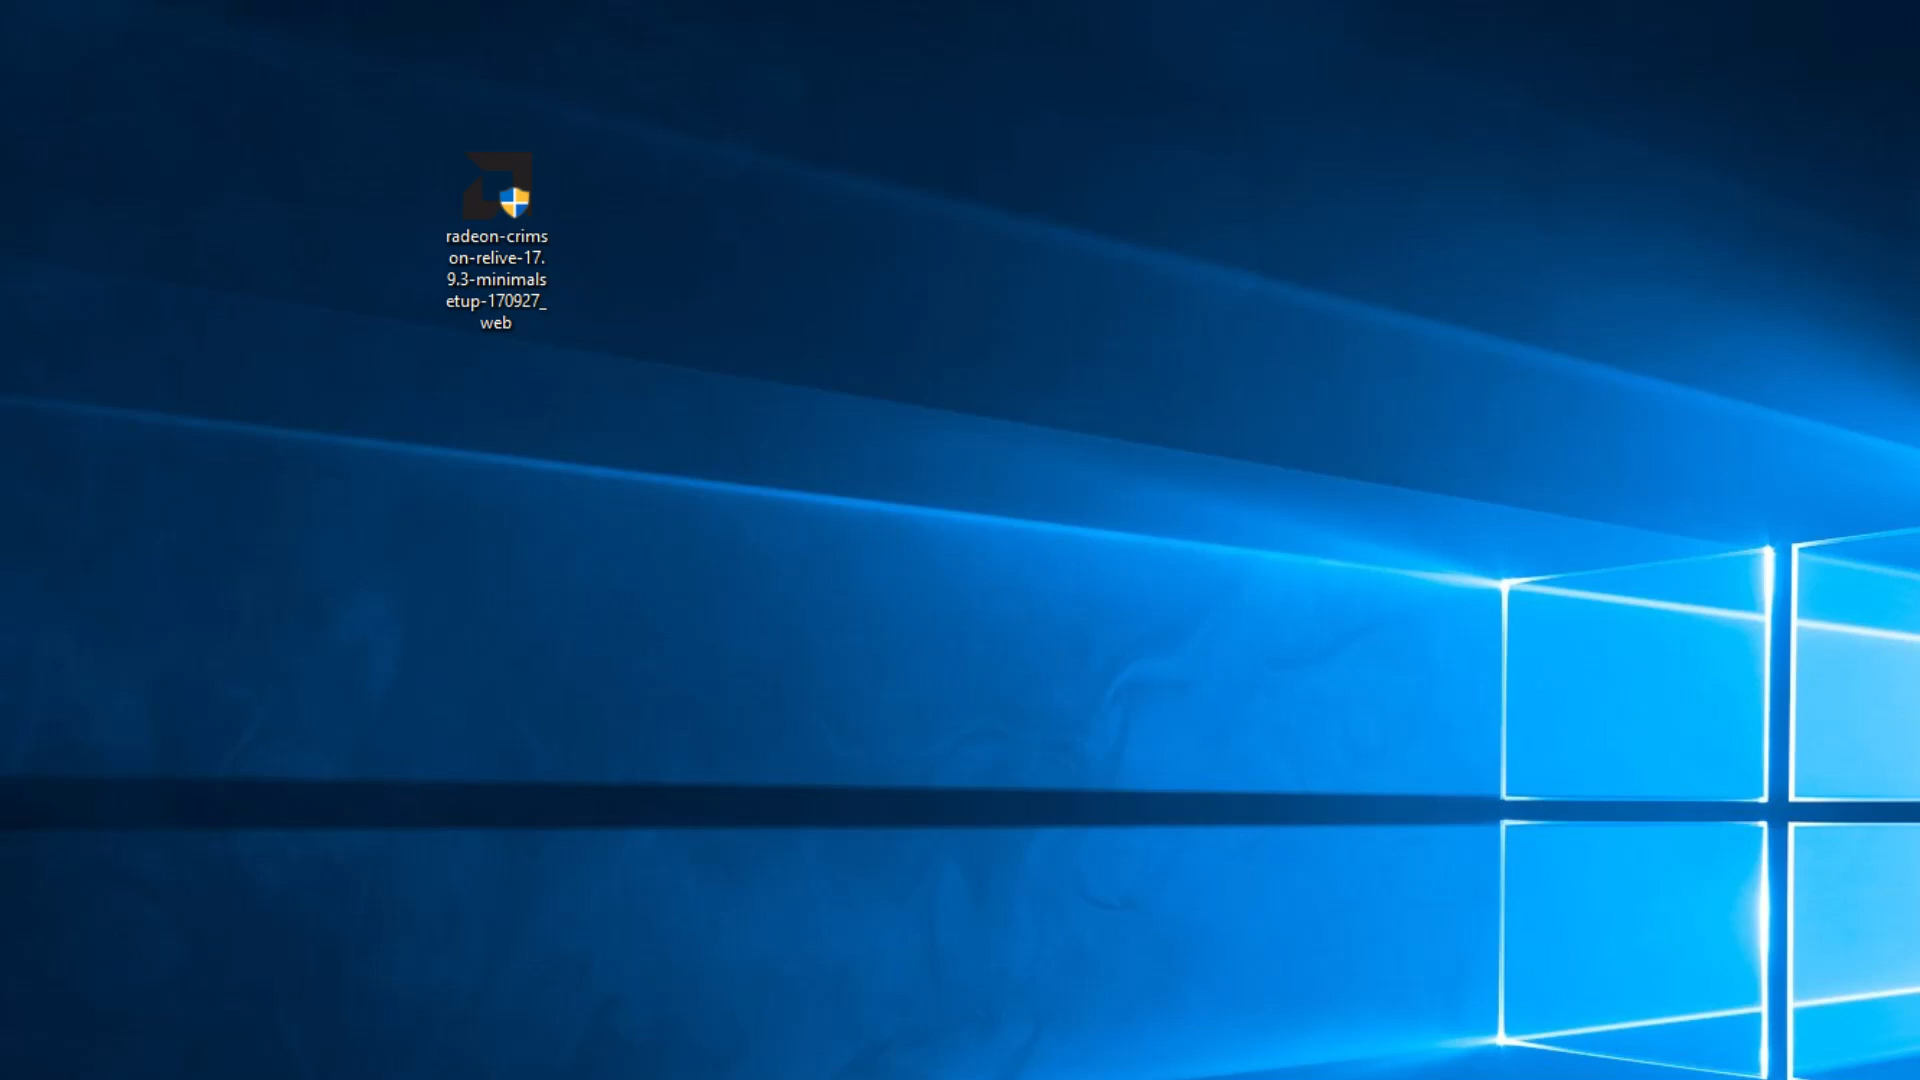 radeon-crims
on-relive-17.
9.3-minimals
etup-170927_
web